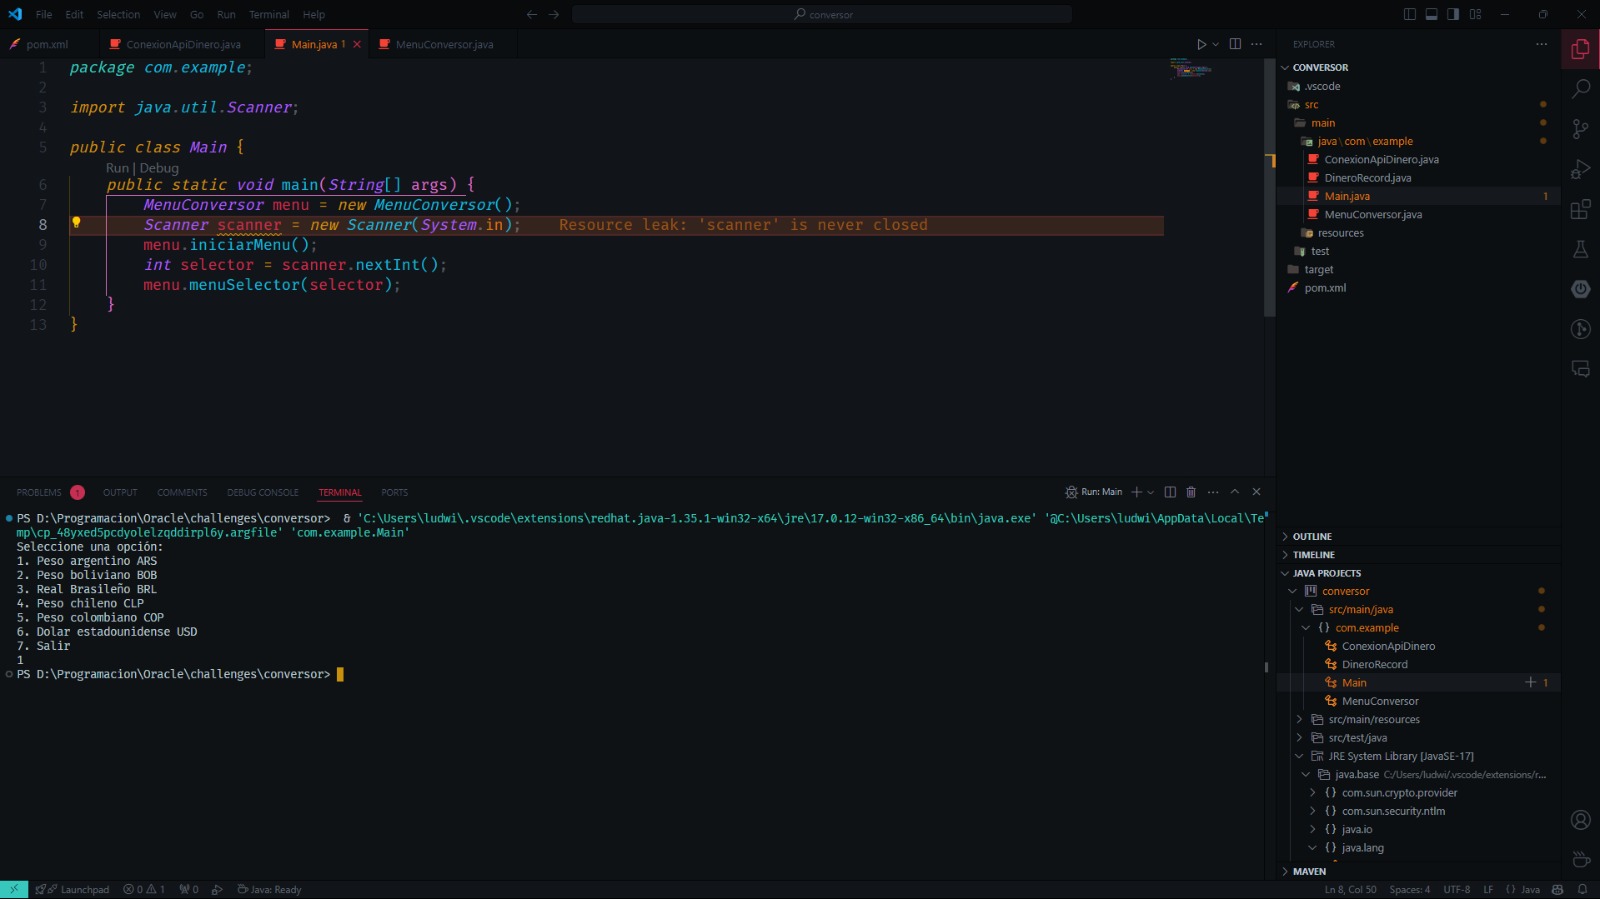 File Edit Selection View Go Run Terminal Help
conversor
pom.xml ConexionApiDinero.java Main.java 1 MenuConversor.java
1 package com.example;
2
3 import java.util.Scanner;
4
5 public class Main {
Run | Debug
6 public static void main(String[] args) {
7 MenuConversor menu = new MenuConversor();
8 Scanner scanner = new Scanner(System.in); Resource leak: 'scanner' is never closed
9 menu.iniciarMenu();
10 int selector = scanner.nextInt();
11 menu.menuSelector(selector);
12 }
13 }
PROBLEMS 1 OUTPUT COMMENTS DEBUG CONSOLE TERMINAL PORTS
Run: Main
PS D:\Programacion\Oracle\challenges\conversor> & 'C:\Users\ludwi\.vscode\extensions\redhat.java-1.35.1-win32-x64\jre\17.0.12-win32-x86_64\bin\java.exe' '@C:\Users\ludwi\AppData\Local\Te
mp\cp_48yxed5pcdyolelzqddirpl6y.argfile' 'com.example.Main'
Seleccione una opción:
1. Peso argentino ARS
2. Peso boliviano BOB
3. Real Brasileño BRL
4. Peso chileno CLP
5. Peso colombiano COP
6. Dolar estadounidense USD
7. Salir
1
PS D:\Programacion\Oracle\challenges\conversor>
EXPLORER
CONVERSOR
.vscode
src
main
java\com\example
ConexionApiDinero.java
DineroRecord.java
Main.java 1
MenuConversor.java
resources
test
target
pom.xml
OUTLINE
TIMELINE
JAVA PROJECTS
conversor
src/main/java
com.example
ConexionApiDinero
DineroRecord
Main 1
MenuConversor
src/main/resources
src/test/java
JRE System Library [JavaSE-17]
java.base C:/Users/ludwi/.vscode/extensions/r...
com.sun.crypto.provider
com.sun.security.ntlm
java.io
java.lang
MAVEN
Launchpad 0 1 0 Java: Ready
Ln 8, Col 50 Spaces: 4 UTF-8 LF {} Java